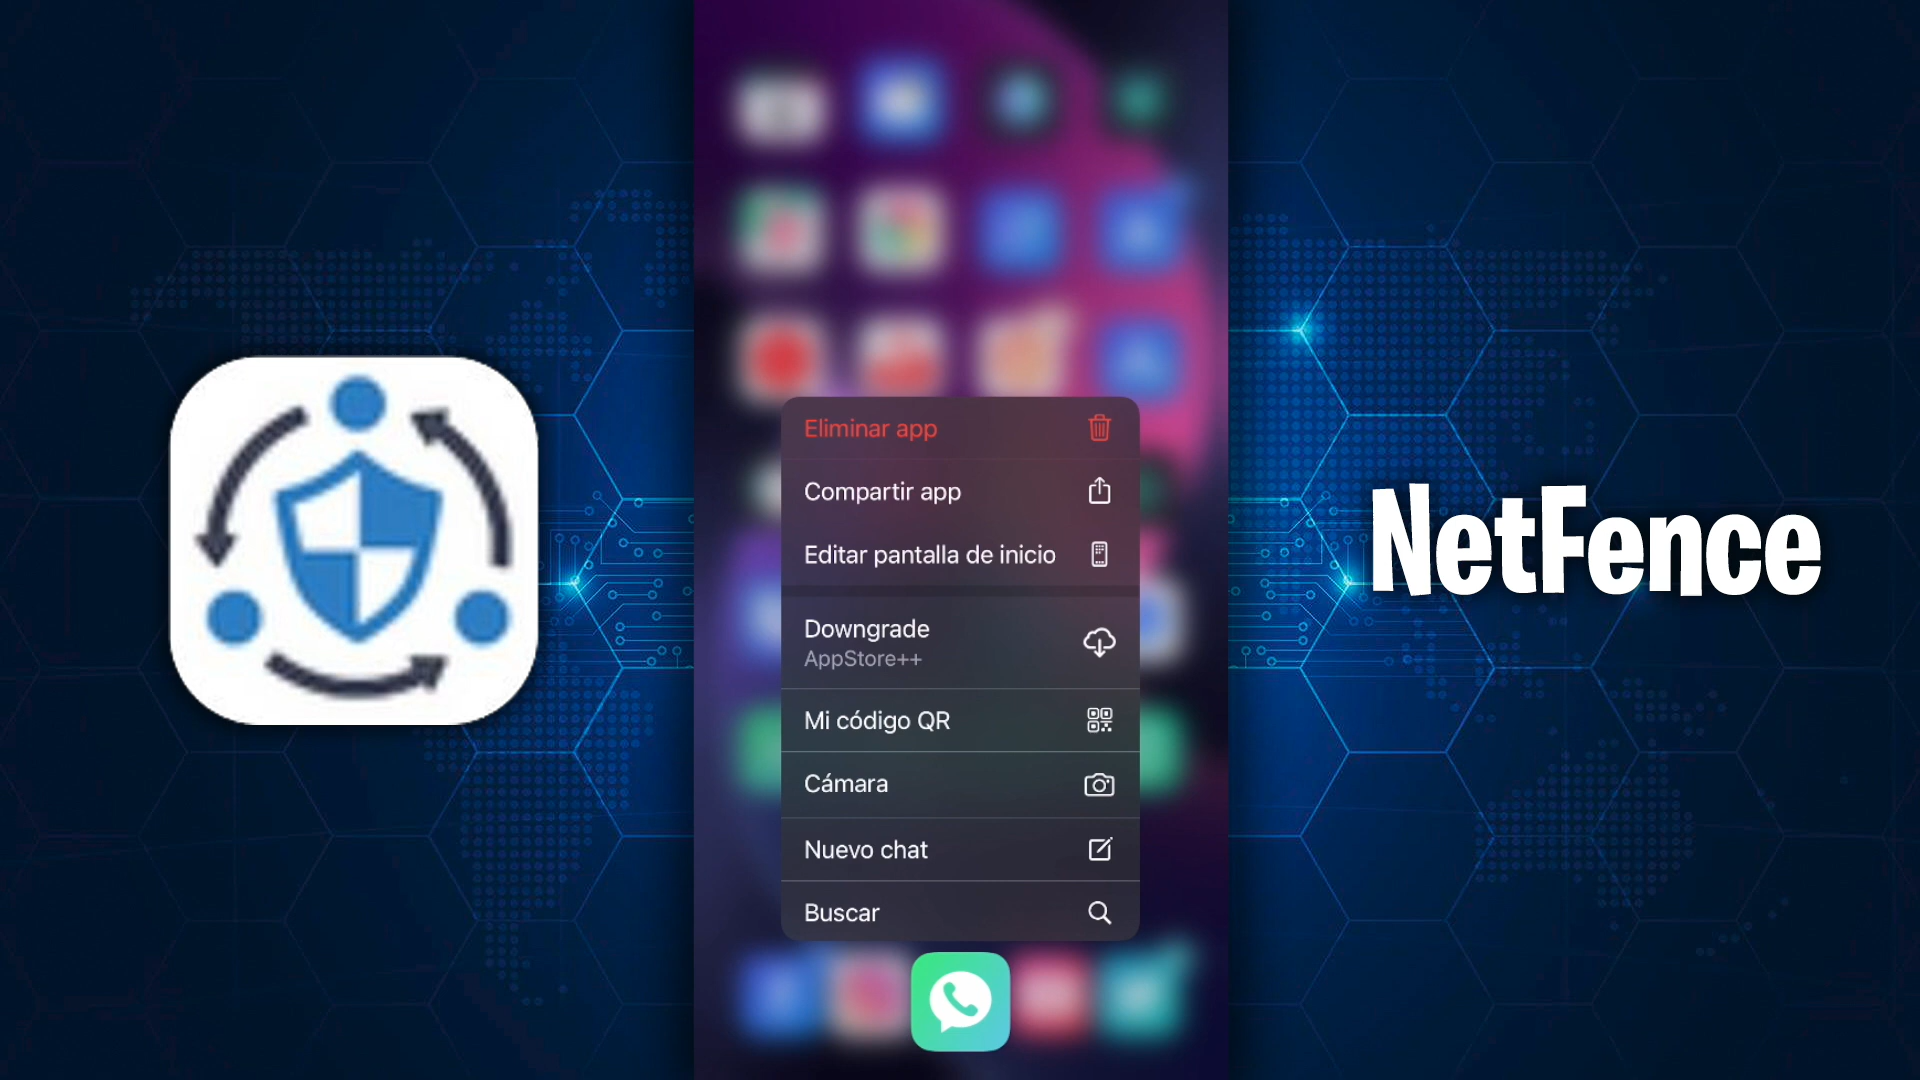 Eliminar app
Compartir app
Editar pantalla de inicio
Downgrade
AppStore++
Mi código QR
Cámara
Nuevo chat
Buscar
NetFence